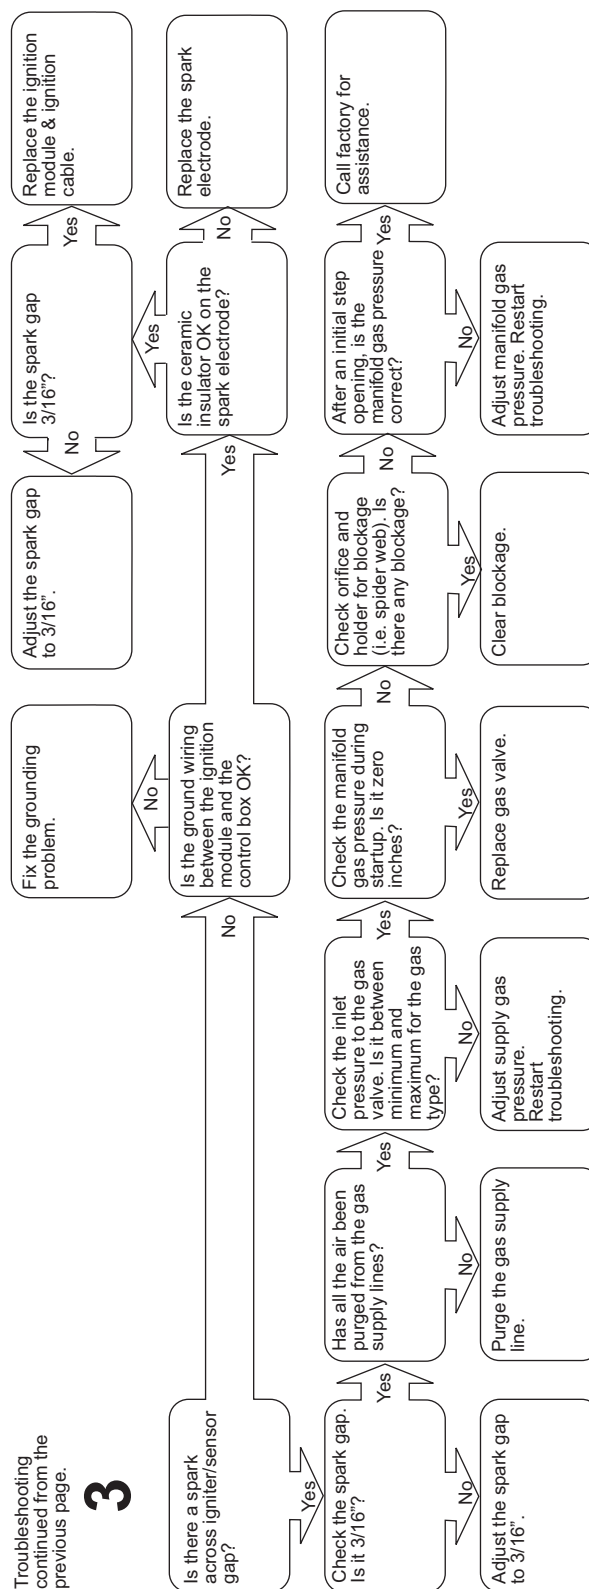 Troubleshooting
continued from the
previous page.
3
Is there a spark
across igniter/sensor
gap?
No
Yes
Is the ground wiring
between the ignition
module and the
control box OK?
No
Fix the grounding
problem.
Yes
Is the ceramic
insulator OK on the
spark electrode?
No
Replace the spark
electrode.
Yes
Is the spark gap
3/16"?
No
Adjust the spark gap
to 3/16".
Yes
Replace the ignition
module & ignition
cable.
Check the spark gap.
Is it 3/16"?
No
Adjust the spark gap
to 3/16".
Yes
Has all the air been
purged from the gas
supply lines?
No
Purge the gas supply
line.
Yes
Check the inlet
pressure to the gas
valve. Is it between
minimum and
maximum for the gas
type?
No
Adjust supply gas
pressure.
Restart
troubleshooting.
Yes
Check the manifold
gas pressure during
startup. Is it zero
inches?
Yes
Replace gas valve.
No
Check orifice and
holder for blockage
(i.e. spider web). Is
there any blockage?
Yes
Clear blockage.
No
After an initial step
opening, is the
manifold gas pressure
correct?
No
Adjust manifold gas
pressure. Restart
troubleshooting.
Yes
Call factory for
assistance.